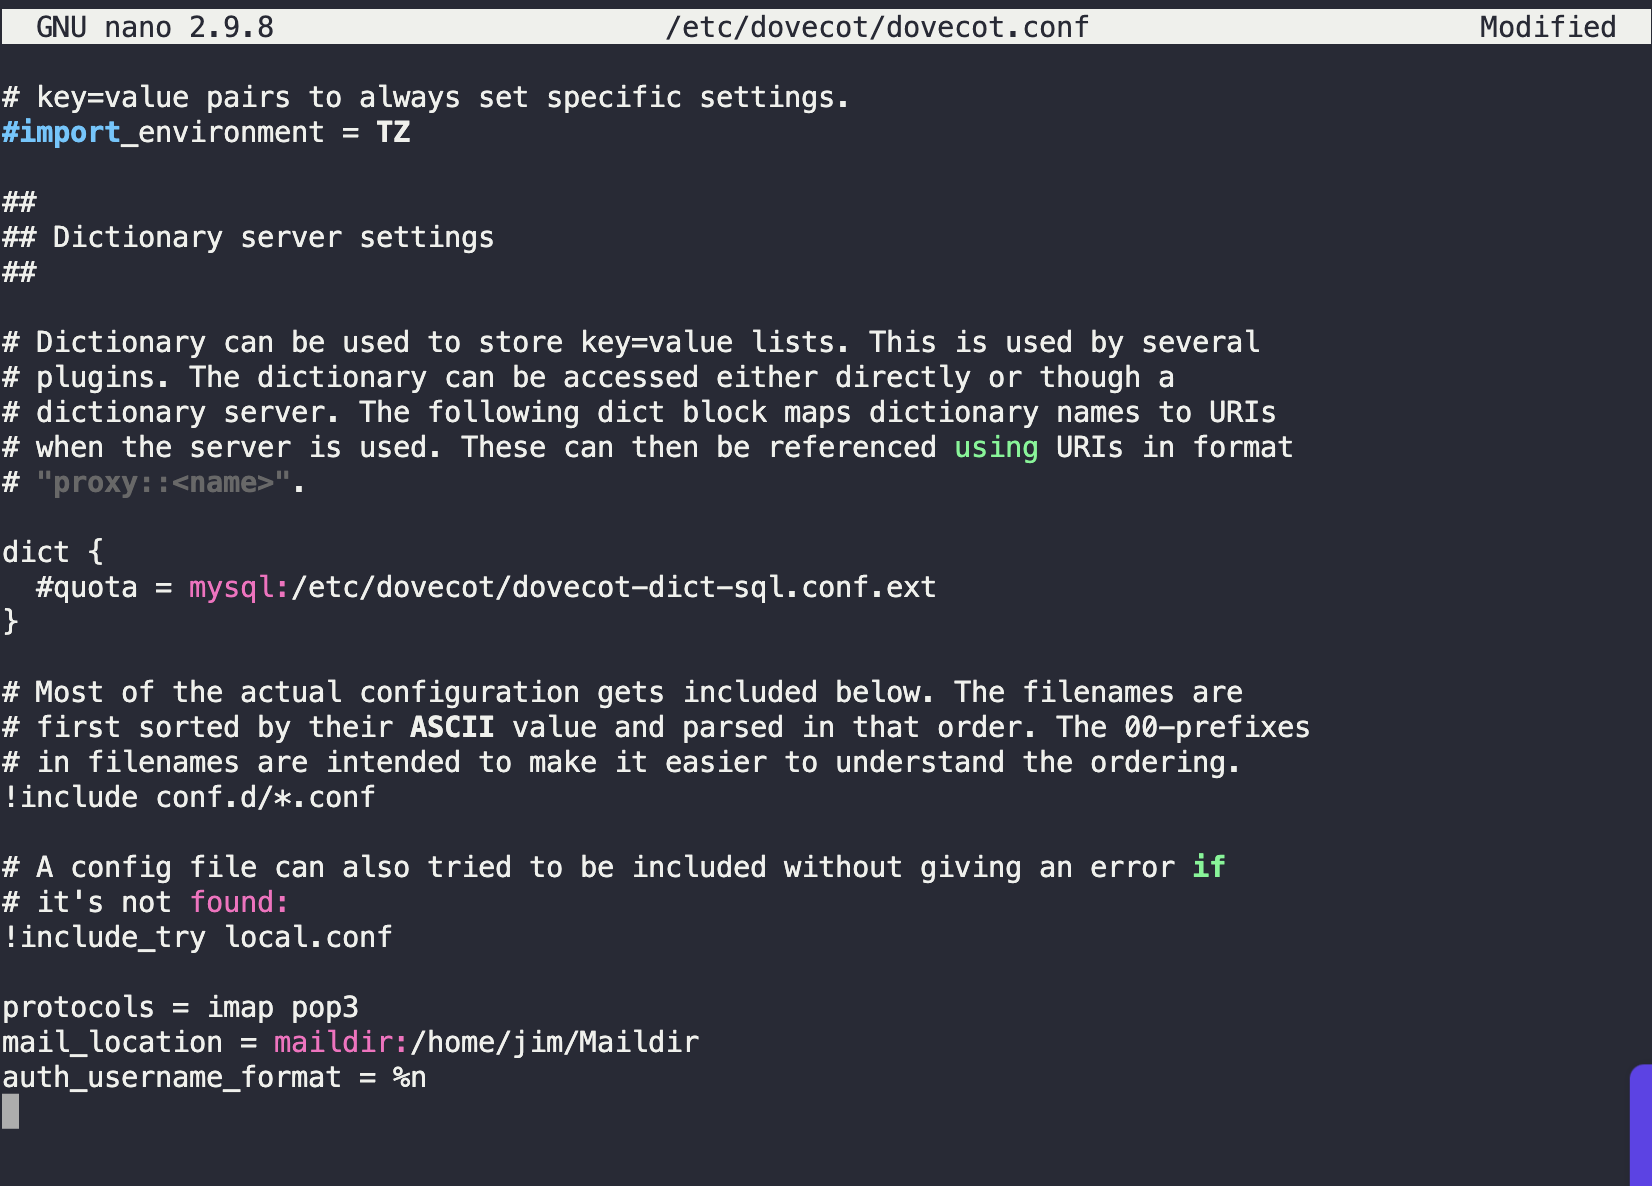 GNU nano 2.9.8 /etc/dovecot/dovecot.conf Modified
# key=value pairs to always set specific settings.
#import_environment = TZ
##
## Dictionary server settings
##
# Dictionary can be used to store key=value lists. This is used by several
# plugins. The dictionary can be accessed either directly or though a
# dictionary server. The following dict block maps dictionary names to URIs
# when the server is used. These can then be referenced using URIs in format
# "proxy::<name>".
dict {
  #quota = mysql:/etc/dovecot/dovecot-dict-sql.conf.ext
}
# Most of the actual configuration gets included below. The filenames are
# first sorted by their ASCII value and parsed in that order. The 00-prefixes
# in filenames are intended to make it easier to understand the ordering.
!include conf.d/*.conf
# A config file can also tried to be included without giving an error if
# it's not found:
!include_try local.conf
protocols = imap pop3
mail_location = maildir:/home/jim/Maildir
auth_username_format = %n